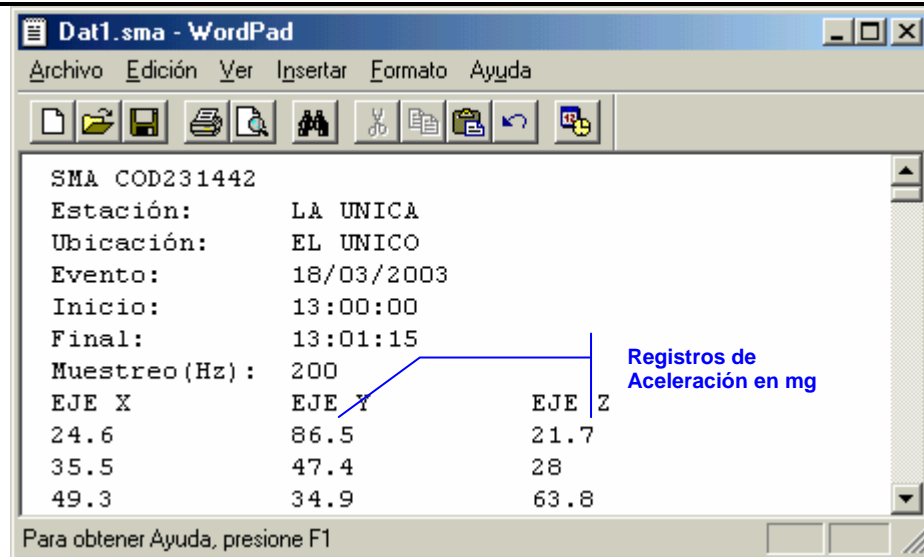 Dat1.sma - WordPad
Archivo Edición Ver Insertar Formato Ayuda
SMA COD231442
Estación: LA UNICA
Ubicación: EL UNICO
Evento: 18/03/2003
Inicio: 13:00:00
Final: 13:01:15
Muestreo(Hz): 200
Registros de
Aceleración en mg
EJE X EJE Y EJE Z
24.6 86.5 21.7
35.5 47.4 28
49.3 34.9 63.8
Para obtener Ayuda, presione F1